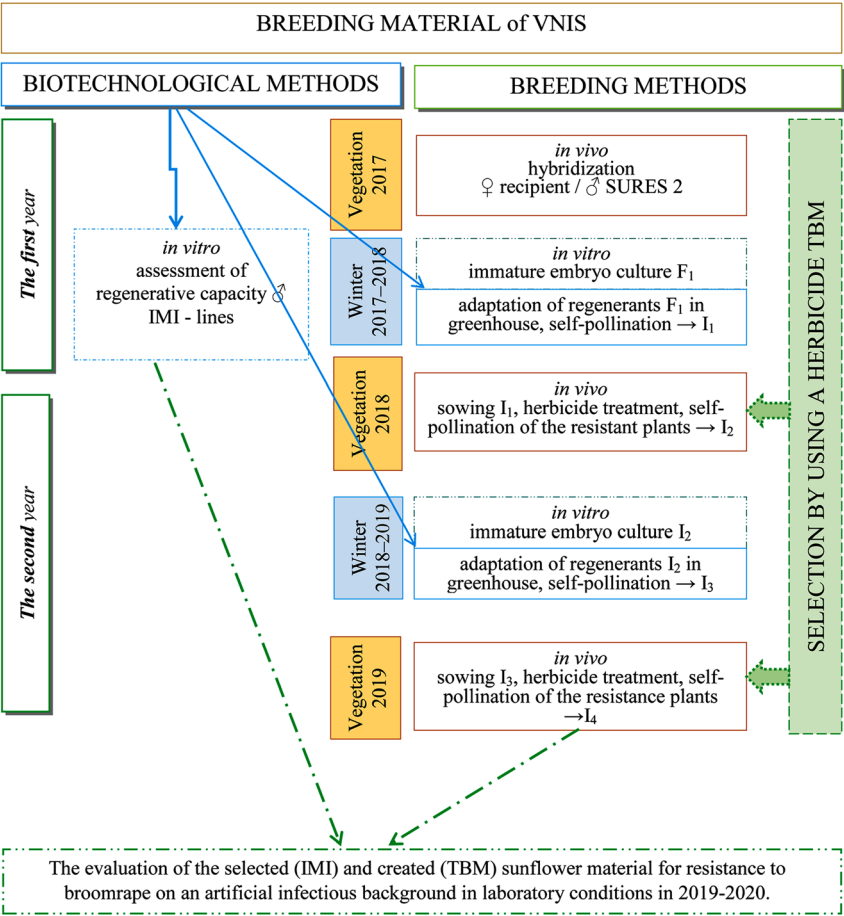 BREEDING MATERIAL of VNIS
BIOTECHNOLOGICAL METHODS
BREEDING METHODS
The first year
in vitro
assessment of
regenerative capacity ♂
IMI - lines
Vegetation
2017
in vivo
hybridization
♀ recipient / ♂ SURES 2
Winter
2017–2018
in vitro
immature embryo culture F₁
adaptation of regenerants F₁ in
greenhouse, self-pollination → I₁
The second year
Vegetation
2018
in vivo
sowing I₁, herbicide treatment, self-
pollination of the resistant plants → I₂
Winter
2018–2019
in vitro
immature embryo culture I₂
adaptation of regenerants I₂ in
greenhouse, self-pollination → I₃
Vegetation
2019
in vivo
sowing I₃, herbicide treatment, self-
pollination of the resistance plants
→I₄
SELECTION BY USING A HERBICIDE TBM
The evaluation of the selected (IMI) and created (TBM) sunflower material for resistance to
broomrape on an artificial infectious background in laboratory conditions in 2019-2020.